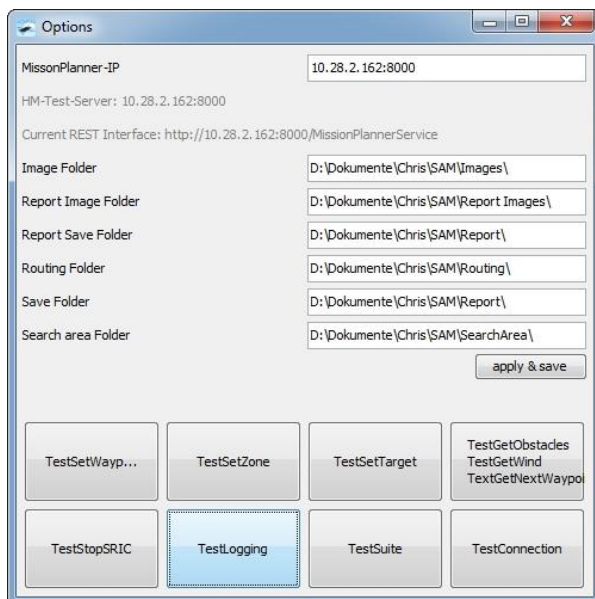 Options
MissonPlanner-IP 10.28.2.162:8000
HM-Test-Server: 10.28.2.162:8000
Current REST Interface: http://10.28.2.162:8000/MissionPlannerService
Image Folder D:\Dokumente\Chris\SAM\Images\
Report Image Folder D:\Dokumente\Chris\SAM\Report Images\
Report Save Folder D:\Dokumente\Chris\SAM\Report\
Routing Folder D:\Dokumente\Chris\SAM\Routing\
Save Folder D:\Dokumente\Chris\SAM\Report\
Search area Folder D:\Dokumente\Chris\SAM\SearchArea\
apply & save
TestSetWayp...
TestSetZone
TestSetTarget
TestGetObstacles
TestGetWind
TextGetNextWaypoi
TestStopSRIC
TestLogging
TestSuite
TestConnection